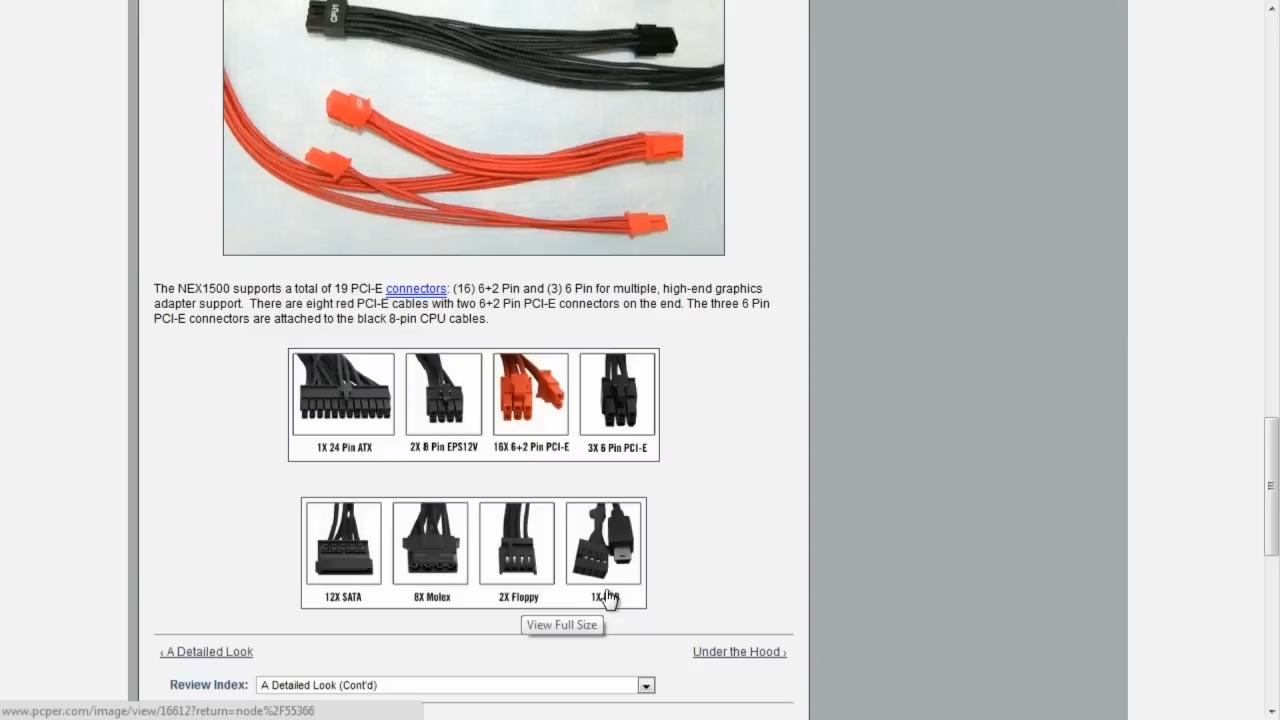 CPU1
The NEX1500 supports a total of 19 PCI-E connectors: (16) 6+2 Pin and (3) 6 Pin for multiple, high-end graphics
adapter support.  There are eight red PCI-E cables with two 6+2 Pin PCI-E connectors on the end. The three 6 Pin
PCI-E connectors are attached to the black 8-pin CPU cables.
1X 24 Pin ATX 2X 8 Pin EPS12V 16X 6+2 Pin PCI-E 3X 6 Pin PCI-E
12X SATA 8X Molex 2X Floppy 1X
View Full Size
‹ A Detailed Look Under the Hood ›
Review Index: A Detailed Look (Cont'd)
www.pcper.com/image/view/16612?return=node%2F55366